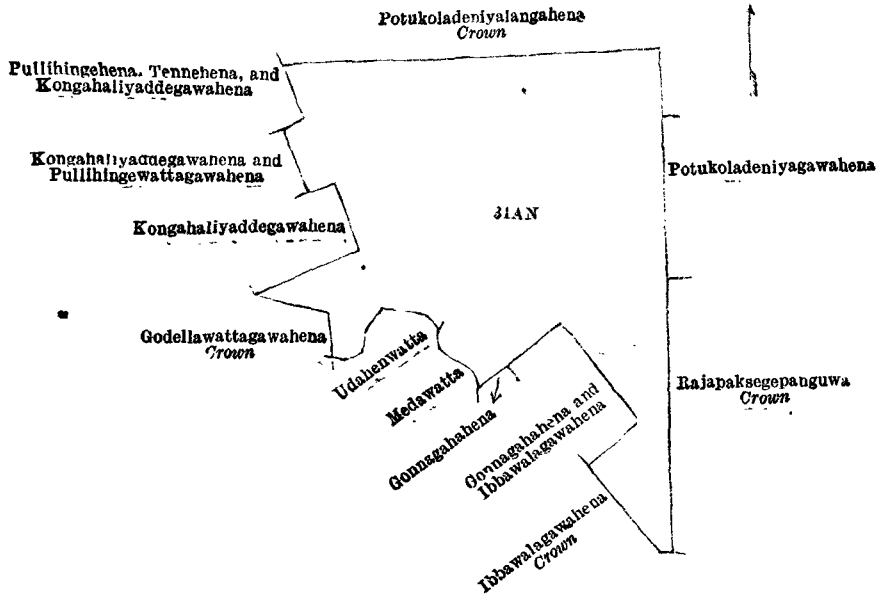 Potukoladeniyalangahena
Crown
Pullihingehena, Tennehena, and
Kongahaliyaddegawahena
Kongahaliyaddegawahena and
Pullihingewattagawahena
Potukoladeniyagawahena
31AN
Kongahaliyaddegawahena
Godellawattagawahena
Crown
Udahenwatta
Medawatta
Gonnagahahena
Gonnagahahena and
Ibbawalagawahena
Rajapaksegepanguwa
Crown
Ibbawalagawahena
Crown